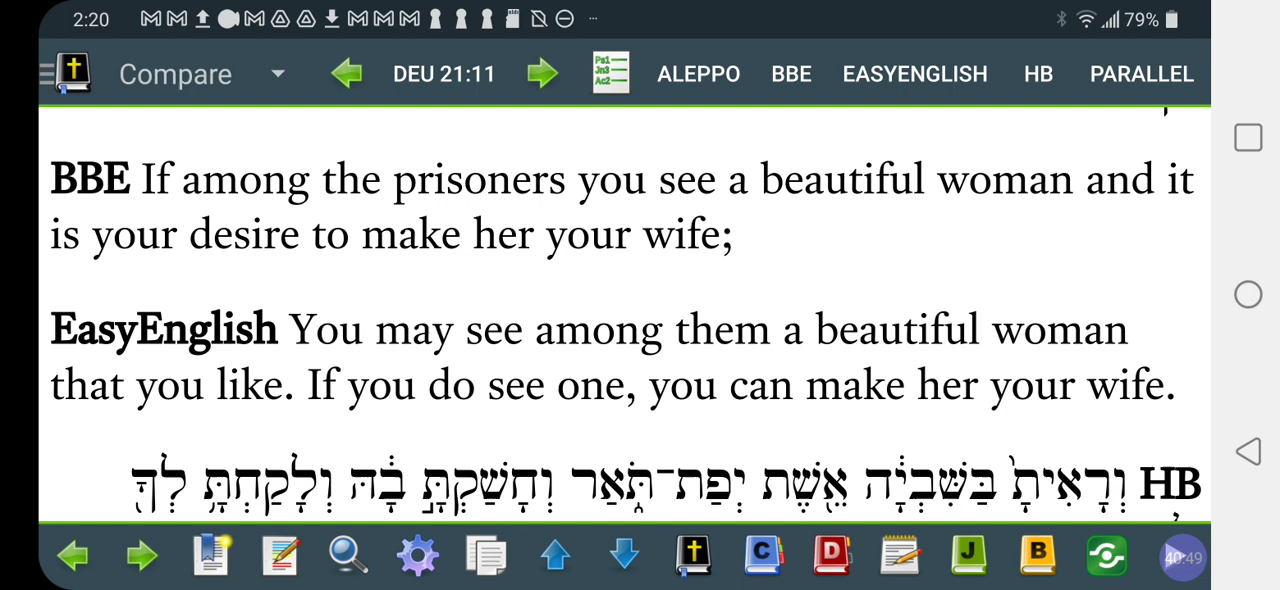 2:20 79%
Compare DEU 21:11 ALEPPO BBE EASYENGLISH HB PARALLEL
BBE If among the prisoners you see a beautiful woman and it
is your desire to make her your wife;
EasyEnglish You may see among them a beautiful woman
that you like. If you do see one, you can make her your wife.
HB וְרָאִ֙יתָ֙ בַּשִּׁבְיָ֔ה אֵ֖שֶׁת יְפַת־תֹּ֑אַר וְחָשַׁקְתָּ֣ בָ֔הּ וְלָקַחְתָּ֥ לְךָ֖
C D J B 40:49